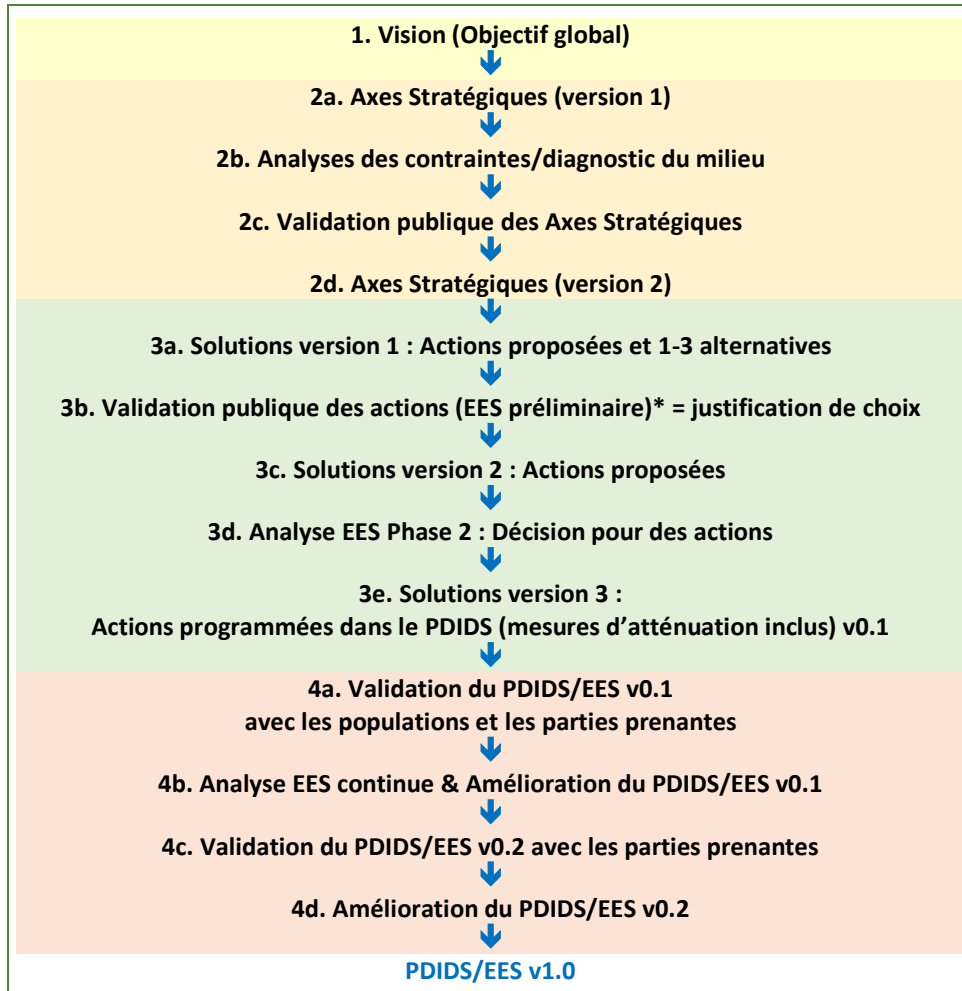 1. Vision (Objectif global)
2a. Axes Stratégiques (version 1)
2b. Analyses des contraintes/diagnostic du milieu
2c. Validation publique des Axes Stratégiques
2d. Axes Stratégiques (version 2)
3a. Solutions version 1 : Actions proposées et 1-3 alternatives
3b. Validation publique des actions (EES préliminaire)* = justification de choix
3c. Solutions version 2 : Actions proposées
3d. Analyse EES Phase 2 : Décision pour des actions
3e. Solutions version 3 :
Actions programmées dans le PDIDS (mesures d’atténuation inclus) v0.1
4a. Validation du PDIDS/EES v0.1
avec les populations et les parties prenantes
4b. Analyse EES continue & Amélioration du PDIDS/EES v0.1
4c. Validation du PDIDS/EES v0.2 avec les parties prenantes
4d. Amélioration du PDIDS/EES v0.2
PDIDS/EES v1.0